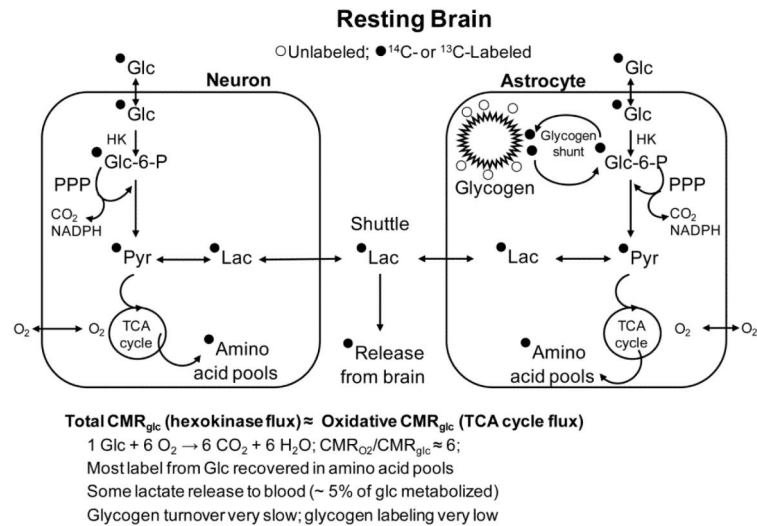 Resting Brain
○Unlabeled; ●¹⁴C- or ¹³C-Labeled
Neuron
Astrocyte
Glc
Glc
HK
Glc-6-P
PPP
CO₂
NADPH
Pyr
Lac
O₂
O₂
TCA
cycle
Amino
acid pools
Shuttle
Lac
Release
from brain
Glc
Glc
HK
Glycogen
shunt
Glc-6-P
Glycogen
PPP
CO₂
NADPH
Lac
Pyr
TCA
cycle
O₂
O₂
Amino
acid pools
Total CMRglc (hexokinase flux) ≈ Oxidative CMRglc (TCA cycle flux)
1 Glc + 6 O₂ → 6 CO₂ + 6 H₂O; CMRO2/CMRglc ≈ 6;
Most label from Glc recovered in amino acid pools
Some lactate release to blood (~ 5% of glc metabolized)
Glycogen turnover very slow; glycogen labeling very low